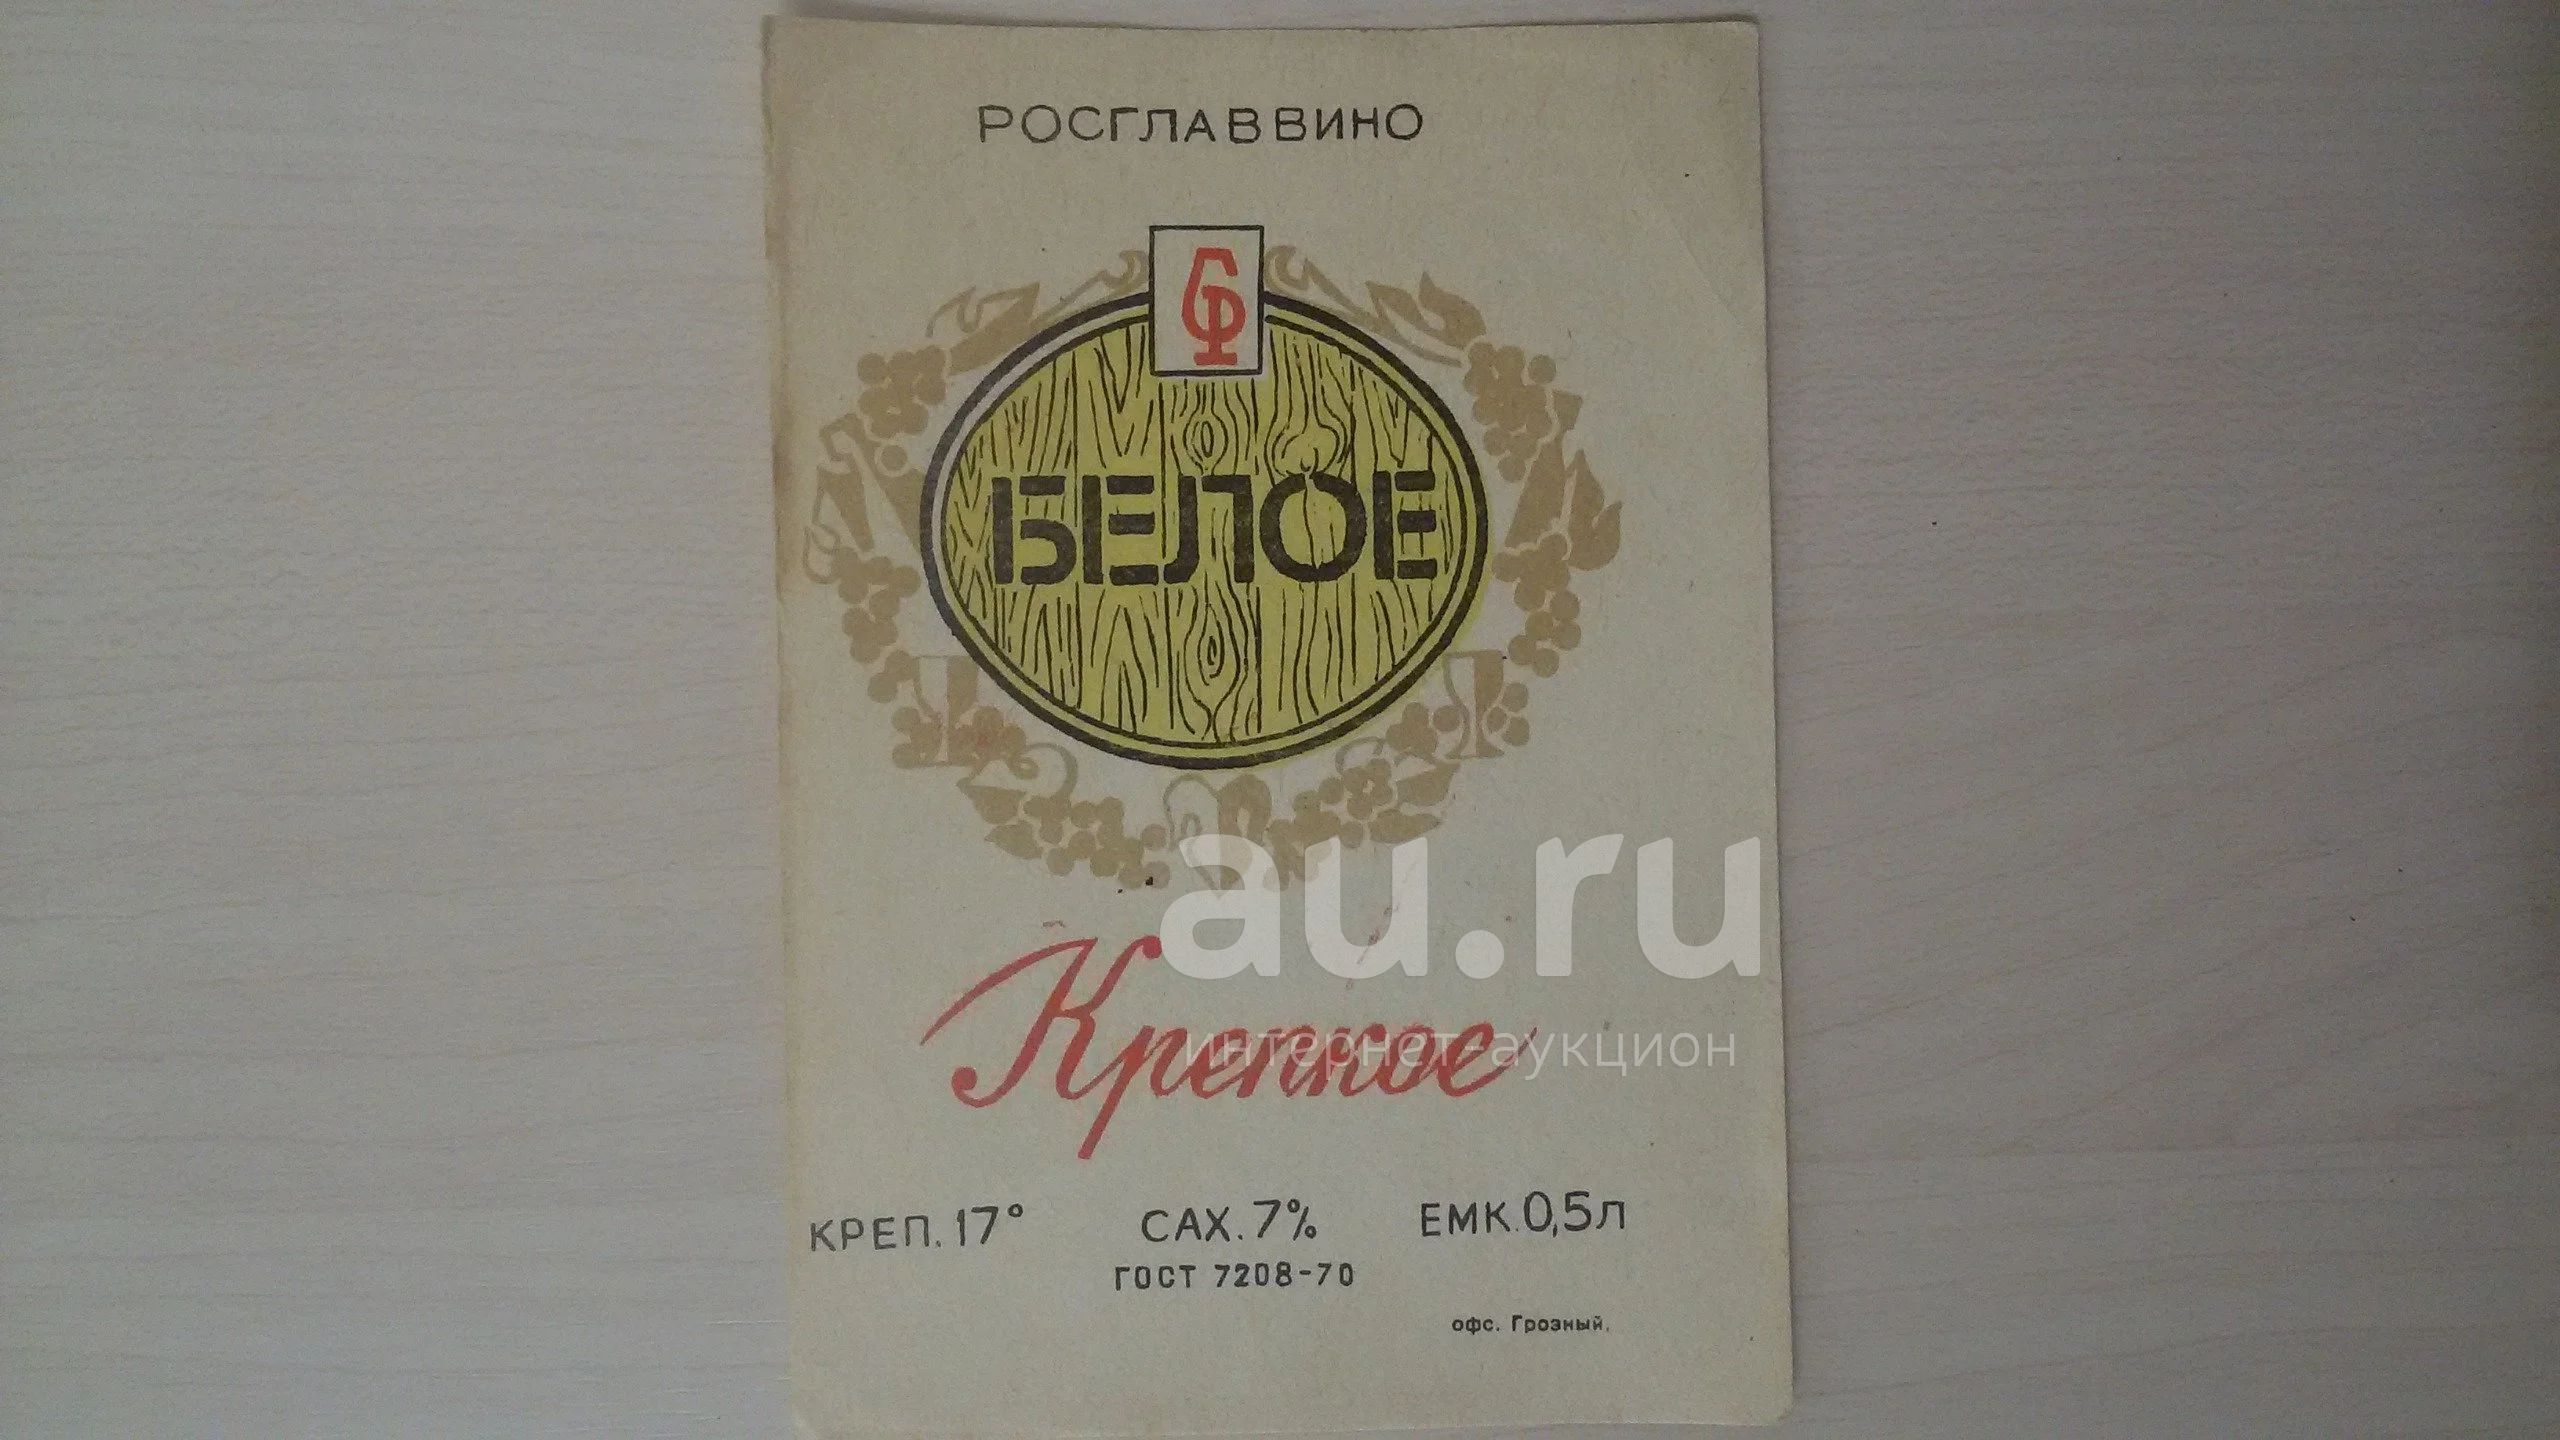 РОСГЛАВВИНО
СР
БЕЛОЕ
au.ru
интернет-аукцион
Крепкое
КРЕП. 17° САХ. 7% ЕМК. 0,5л
ГОСТ 7208-70
офс. Грозный.